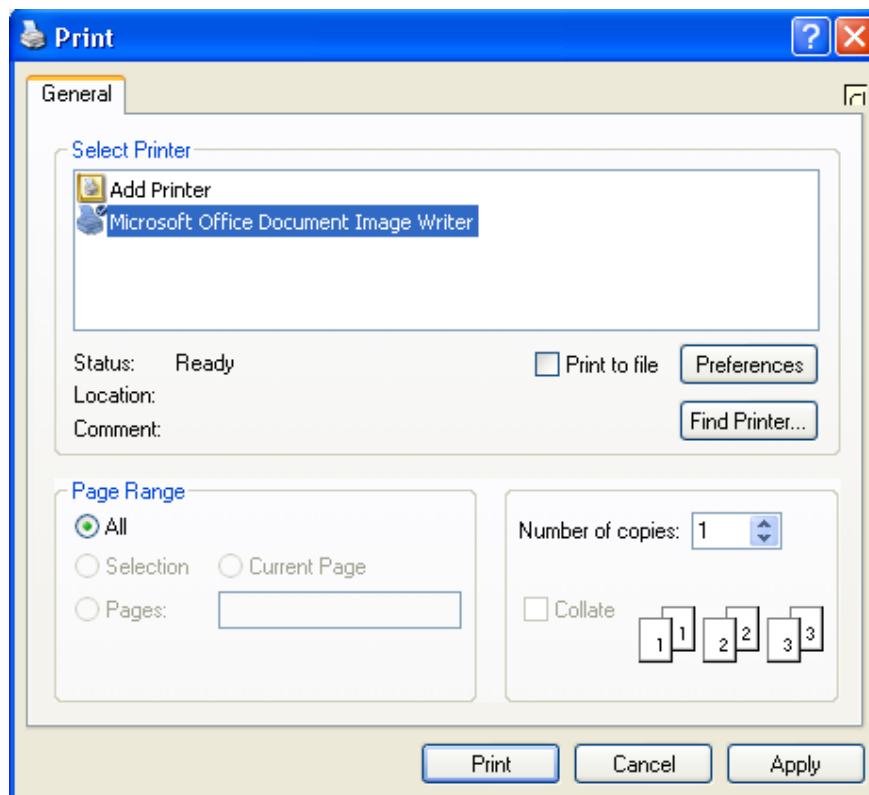 Print
General
Select Printer
Add Printer
Microsoft Office Document Image Writer
Status: Ready
Print to file
Preferences
Location:
Comment:
Find Printer...
Page Range
All
Selection
Current Page
Pages:
Number of copies: 1
Collate
1 1 2 2 3 3
Print Cancel Apply